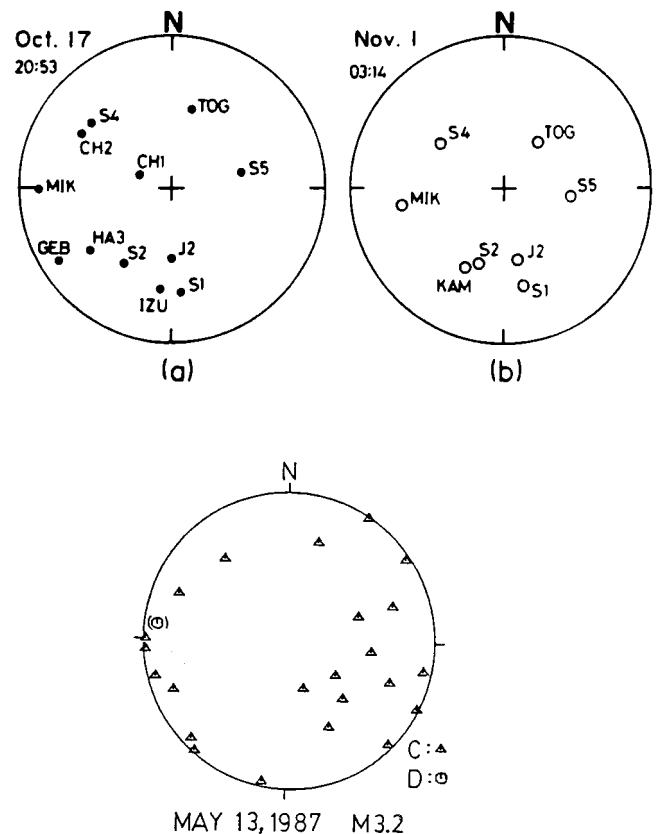 N
Oct. 17
20:53
TOG
S4
CH2
CH1
S5
MIK
GEB
HA3
S2
J2
IZU
S1
(a)
N
Nov. 1
03:14
S4
TOG
S5
MIK
S2
J2
KAM
S1
(b)
N
C:
D:
MAY 13, 1987 M3.2